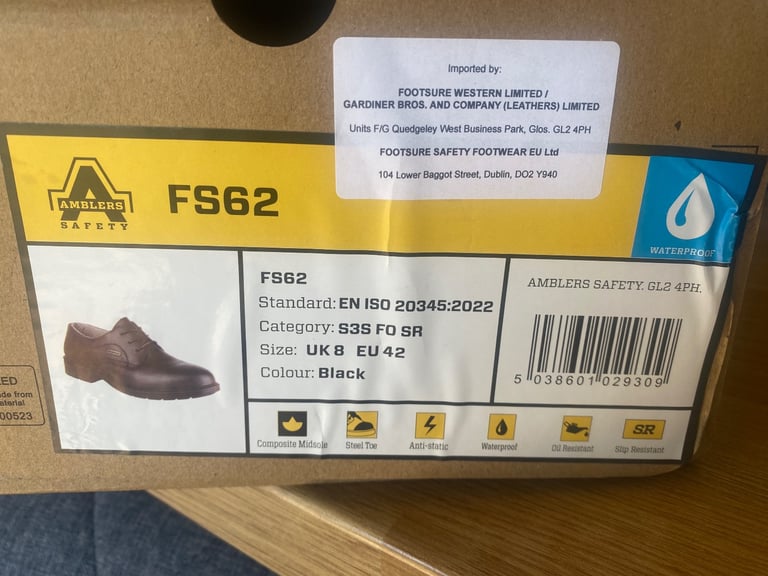 Imported by:
FOOTSURE WESTERN LIMITED /
GARDINER BROS. AND COMPANY (LEATHERS) LIMITED
Units F/G Quedgeley West Business Park, Glos. GL2 4PH
FOOTSURE SAFETY FOOTWEAR EU Ltd
104 Lower Baggot Street, Dublin, DO2 Y940
A
AMBLERS
SAFETY
FS62
WATERPROOF
FS62
Standard: EN ISO 20345:2022
Category: S3S FO SR
Size: UK 8 EU 42
Colour: Black
AMBLERS SAFETY. GL2 4PH.
5 038601 029309
Composite Midsole
Steel Toe
Anti-static
Waterproof
Oil Resistant
SR
Slip Resistant
from
00523